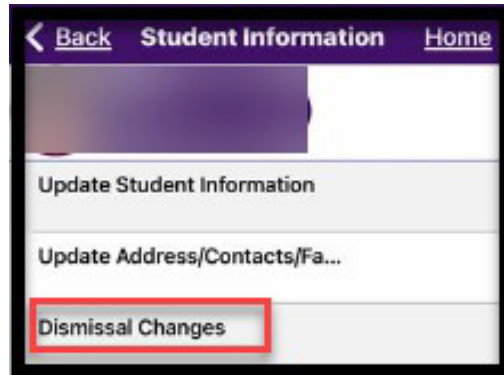 Back Student Information Home
Update Student Information
Update Address/Contacts/Fa...
Dismissal Changes